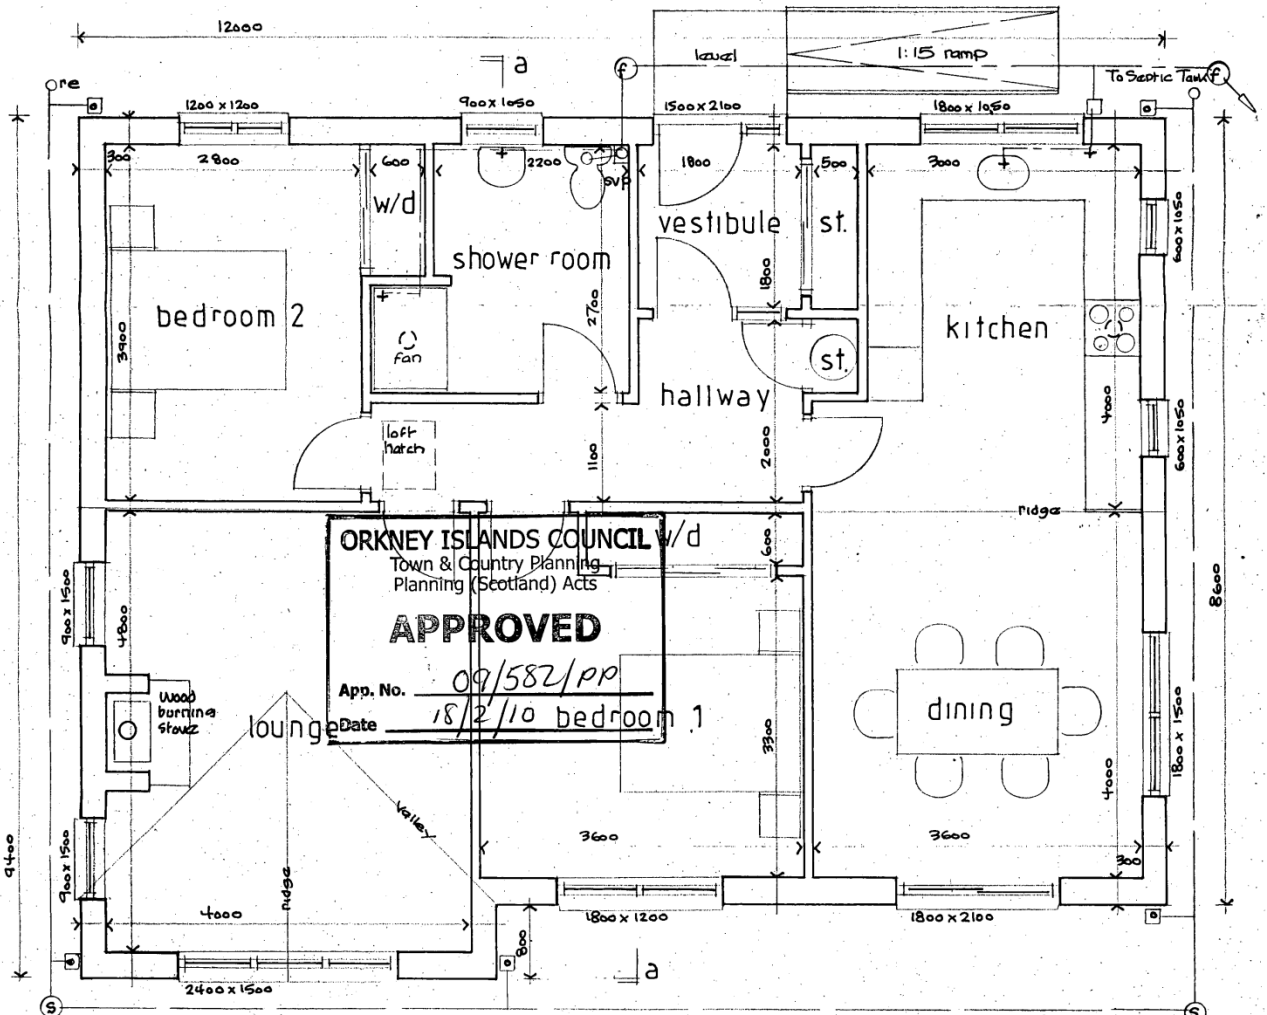 12000
a
level
1:15 ramp
To Septic Tank
f
f
re
1200 x 1200
900 x 1050
1500 x 2100
1800 x 1050
300
2800
600
2200
1800
500
3000
svp
w/d
vestibule
st.
shower room
600 x 1050
1800
bedroom 2
2700
kitchen
3900
fan
st.
hallway
4000
600 x 1050
loft
hatch
1100
2000
ridge
ORKNEY ISLANDS COUNCIL
w/d
Town & Country Planning
Planning (Scotland) Acts
600
APPROVED
900 x 1500
4800
8600
App. No. 09/582/PP
Date 18/2/10
wood
burning
stove
lounge
bedroom 1
dining
3300
1800 x 1500
4000
valley
3600
3600
300
9400
900 x 1500
ridge
4000
1800 x 1200
1800 x 2100
800
a
2400 x 1500
S
S